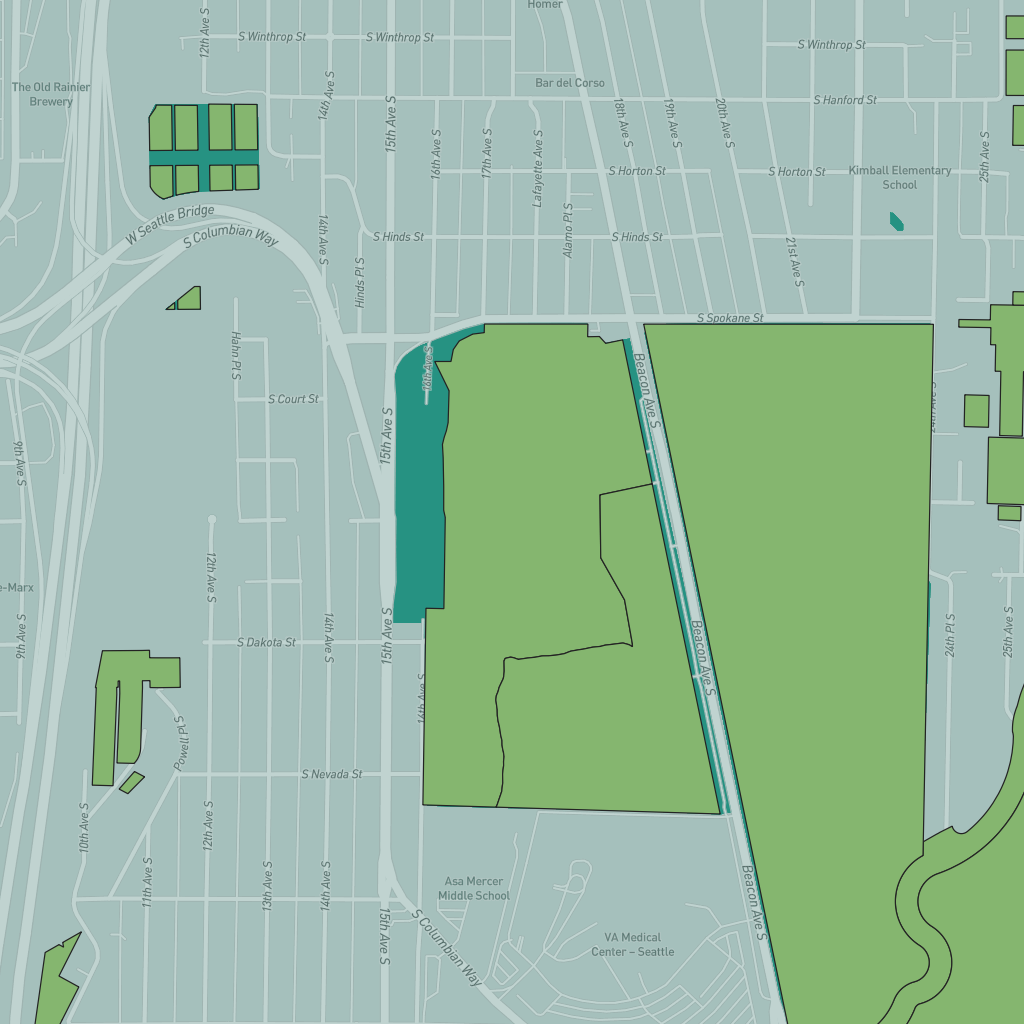 Homer
12th Ave S
S Winthrop St
S Winthrop St
S Winthrop St
The Old Rainier
Brewery
Bar del Corso
14th Ave S
15th Ave S
18th Ave S
19th Ave S
20th Ave S
S Hanford St
16th Ave S
17th Ave S
Lafayette Ave S
25th Ave S
S Horton St
S Horton St
Kimball Elementary
School
W Seattle Bridge
S Columbian Way
14th Ave S
Alamo Pl S
S Hinds St
S Hinds St
21st Ave S
Hinds Pl S
S Spokane St
Hahn Pl S
16th Ave S
Beacon Ave S
S Court St
24th Ave S
9th Ave S
15th Ave S
12th Ave S
e-Marx
9th Ave S
14th Ave S
15th Ave S
S Dakota St
Beacon Ave S
24th Pl S
25th Ave S
16th Ave S
Powell Pl S
S Nevada St
10th Ave S
12th Ave S
11th Ave S
13th Ave S
14th Ave S
Asa Mercer
Middle School
Beacon Ave S
15th Ave S
S Columbian Way
VA Medical
Center – Seattle